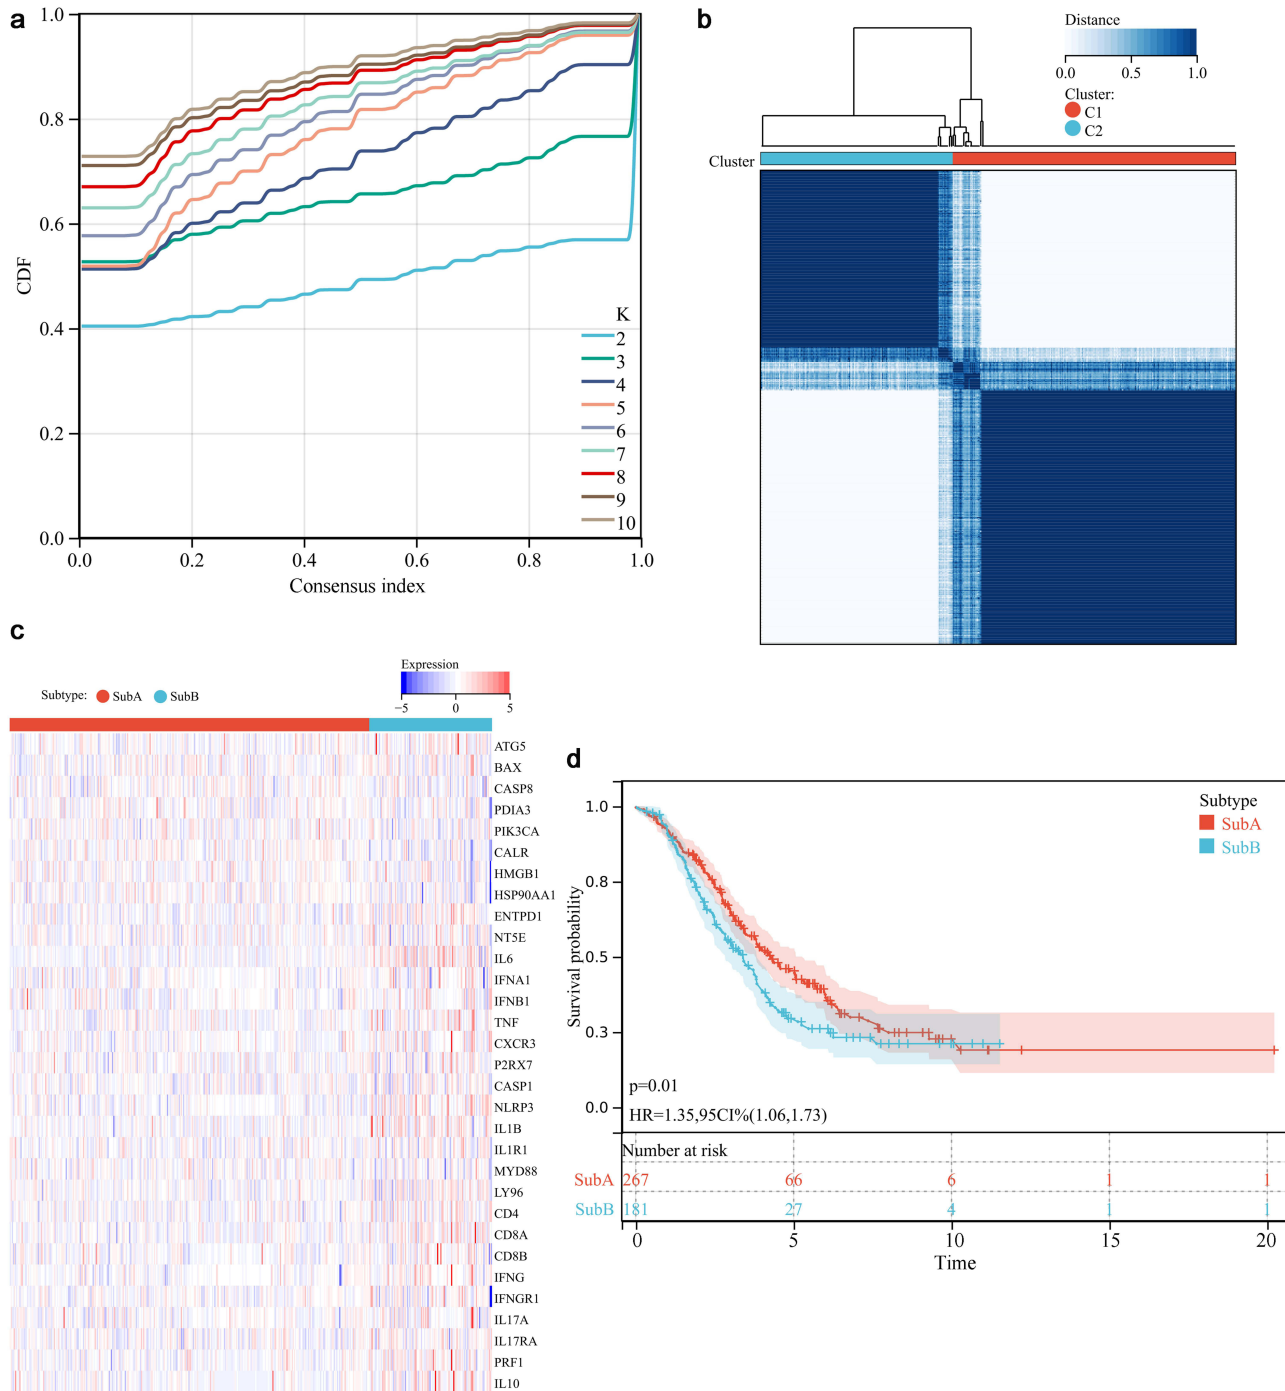 a
1.0
0.8
0.6
0.4
0.2
0.0
CDF
0.0 0.2 0.4 0.6 0.8 1.0
Consensus index
K
2
3
4
5
6
7
8
9
10
b
Distance
0.0 0.5 1.0
Cluster:
C1
C2
Cluster
c
Expression
−5 0 5
Subtype: SubA SubB
ATG5
BAX
CASP8
PDIA3
PIK3CA
CALR
HMGB1
HSP90AA1
ENTPD1
NT5E
IL6
IFNA1
IFNB1
TNF
CXCR3
P2RX7
CASP1
NLRP3
IL1B
IL1R1
MYD88
LY96
CD4
CD8A
CD8B
IFNG
IFNGR1
IL17A
IL17RA
PRF1
IL10
d
1.0
0.8
0.5
0.3
0.0
Survival probability
Subtype
SubA
SubB
p=0.01
HR=1.35,95CI%(1.06,1.73)
Number at risk
SubA 267 66 6 1 1
SubB 181 27 4 1 1
0 5 10 15 20
Time